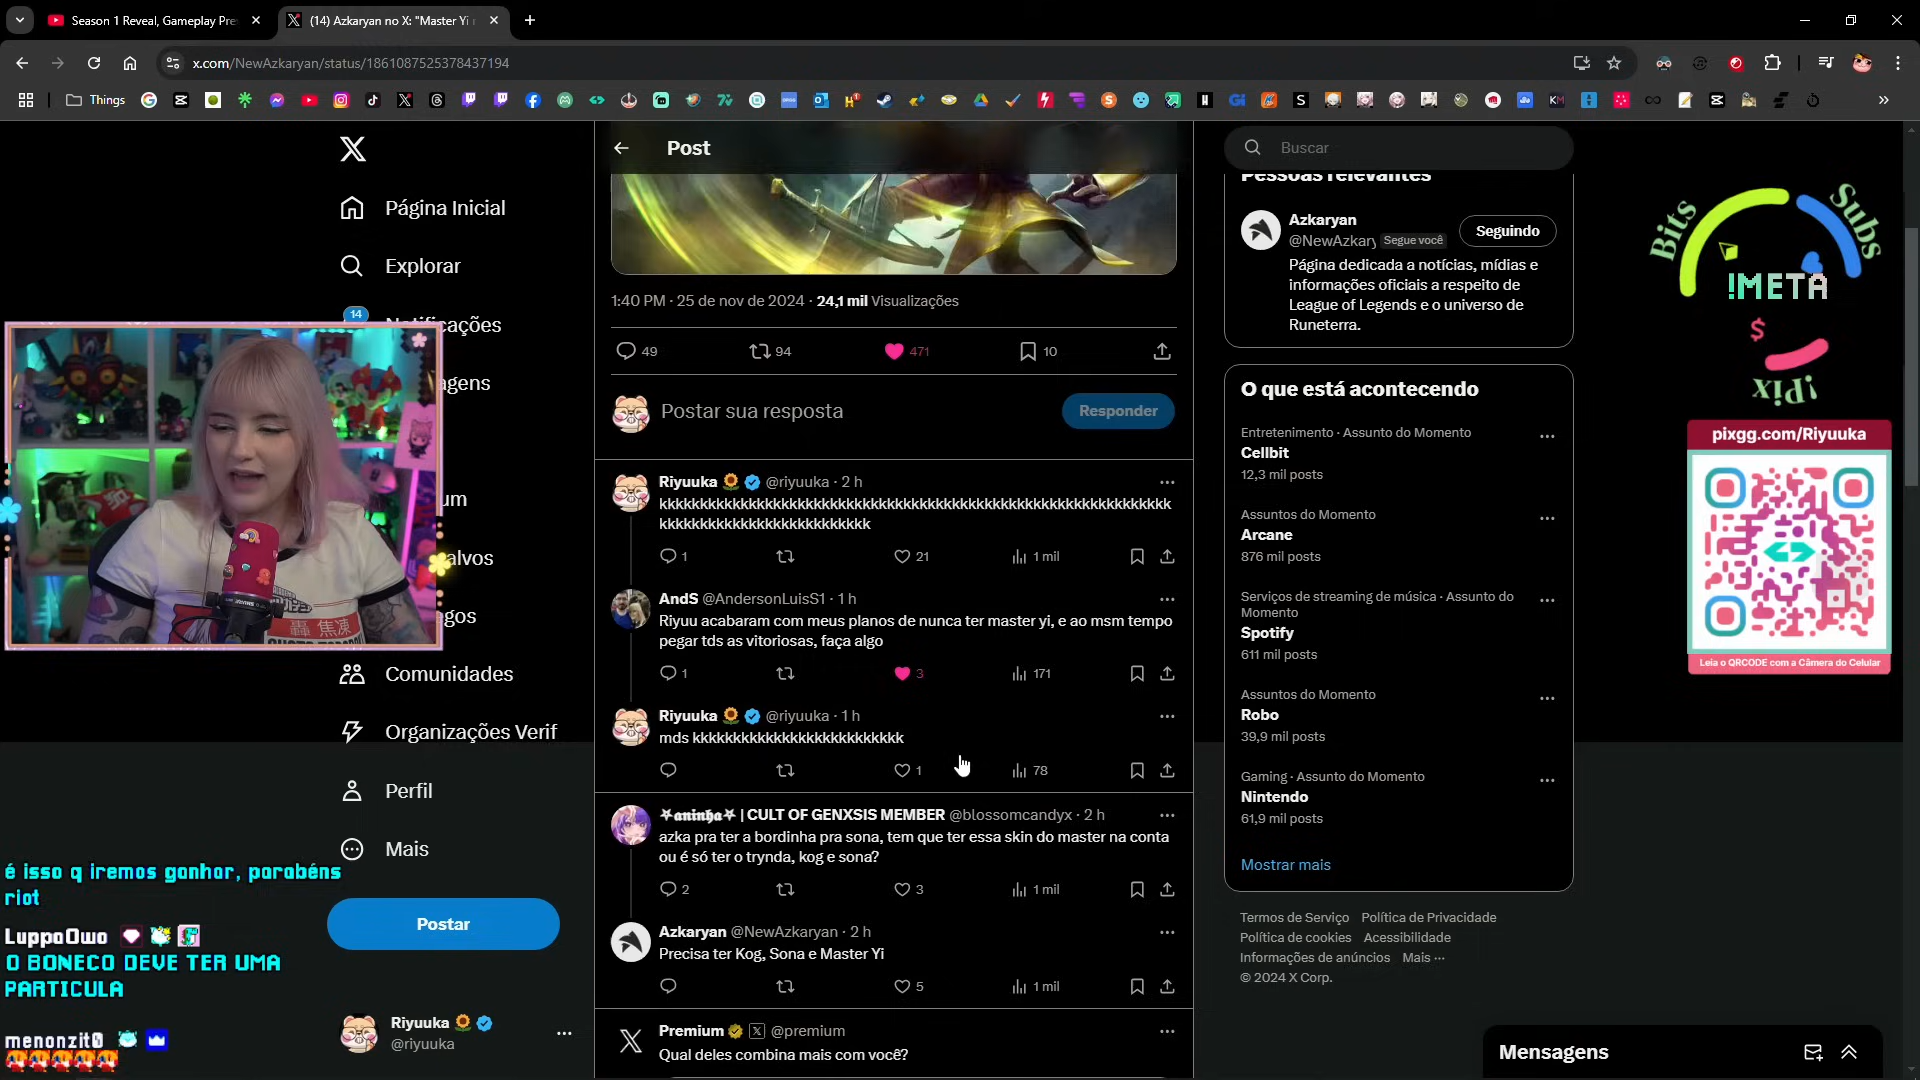 Season 1 Reveal, Gameplay Pre
(14) Azkaryan no X: "Master Yi
x.com/NewAzkaryan/status/1861087525378437194
Things
Página Inicial
Explorar
14
Comunidades
Organizações Verif
Perfil
Mais
Postar
Riyuuka
@riyuuka
Post
1:40 PM · 25 de nov de 2024 · 24,1 mil Visualizações
49
94
471
10
Postar sua resposta
Responder
Riyuuka @riyuuka · 2 h
1
21
1 mil
AndS @AndersonLuisS1 · 1 h
Riyuu acabaram com meus planos de nunca ter master yi, e ao msm tempo
pegar tds as vitoriosas, faça algo
1
3
171
Riyuuka @riyuuka · 1 h
mds
1
78
aninha | CULT OF GENXSIS MEMBER @blossomcandyx · 2 h
azka pra ter a bordinha pra sona, tem que ter essa skin do master na conta
ou é só ter o trynda, kog e sona?
2
3
1 mil
Azkaryan @NewAzkaryan · 2 h
Precisa ter Kog, Sona e Master Yi
5
1 mil
Premium @premium
Qual deles combina mais com você?
Buscar
Pessoas relevantes
Azkaryan
@NewAzkary Segue você
Seguindo
Página dedicada a notícias, mídias e
informações oficiais a respeito de
League of Legends e o universo de
Runeterra.
O que está acontecendo
Entretenimento · Assunto do Momento
Cellbit
12,3 mil posts
Assuntos do Momento
Arcane
876 mil posts
Serviços de streaming de música · Assunto do
Momento
Spotify
611 mil posts
Assuntos do Momento
Robo
39,9 mil posts
Gaming · Assunto do Momento
Nintendo
61,9 mil posts
Mostrar mais
Termos de Serviço Política de Privacidade
Política de cookies Acessibilidade
Informações de anúncios Mais ···
© 2024 X Corp.
Mensagens
Bits
Subs
!META
$
!Pix
pixgg.com/Riyuuka
Leia o QRCODE com a Câmera do Celular
é isso q iremos ganhar, parabéns
riot
LuppaOwo
O BONECO DEVE TER UMA
PARTICULA
menonzit0